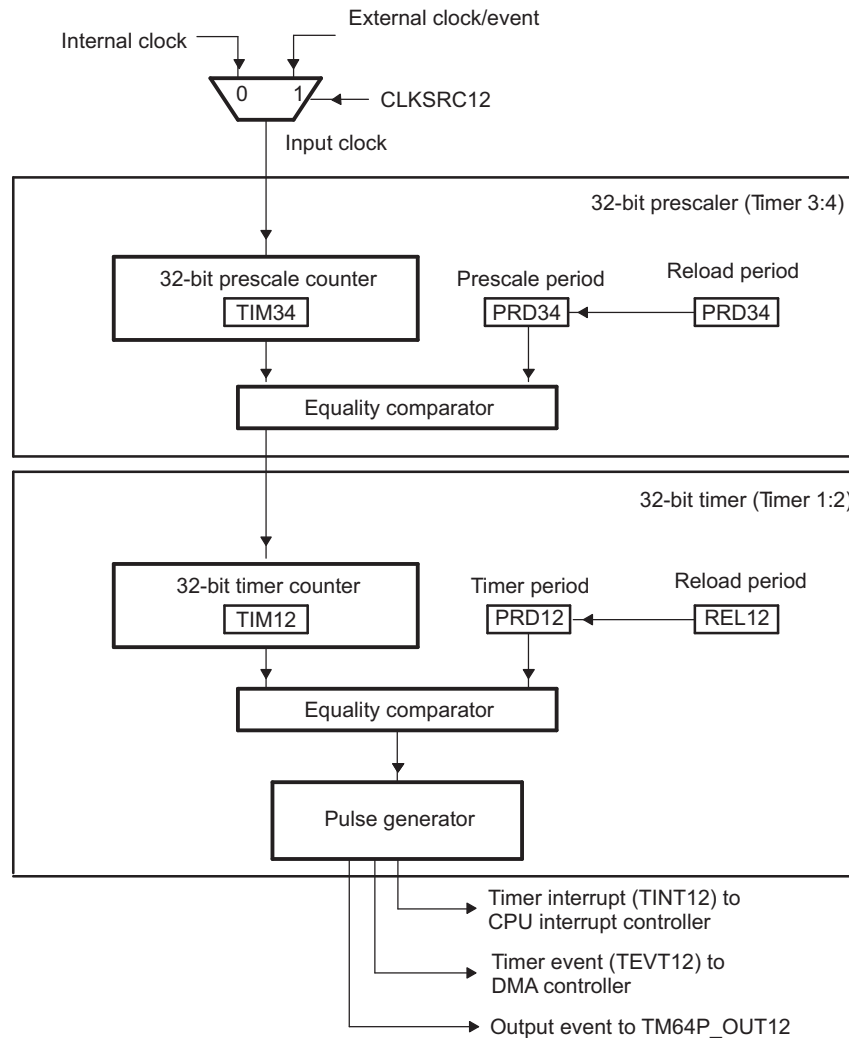 External clock/event
Internal clock
0 1
CLKSRC12
Input clock
32-bit prescaler (Timer 3:4)
32-bit prescale counter
TIM34
Prescale period
PRD34
Reload period
PRD34
Equality comparator
32-bit timer (Timer 1:2)
32-bit timer counter
TIM12
Timer period
PRD12
Reload period
REL12
Equality comparator
Pulse generator
Timer interrupt (TINT12) to
CPU interrupt controller
Timer event (TEVT12) to
DMA controller
Output event to TM64P_OUT12